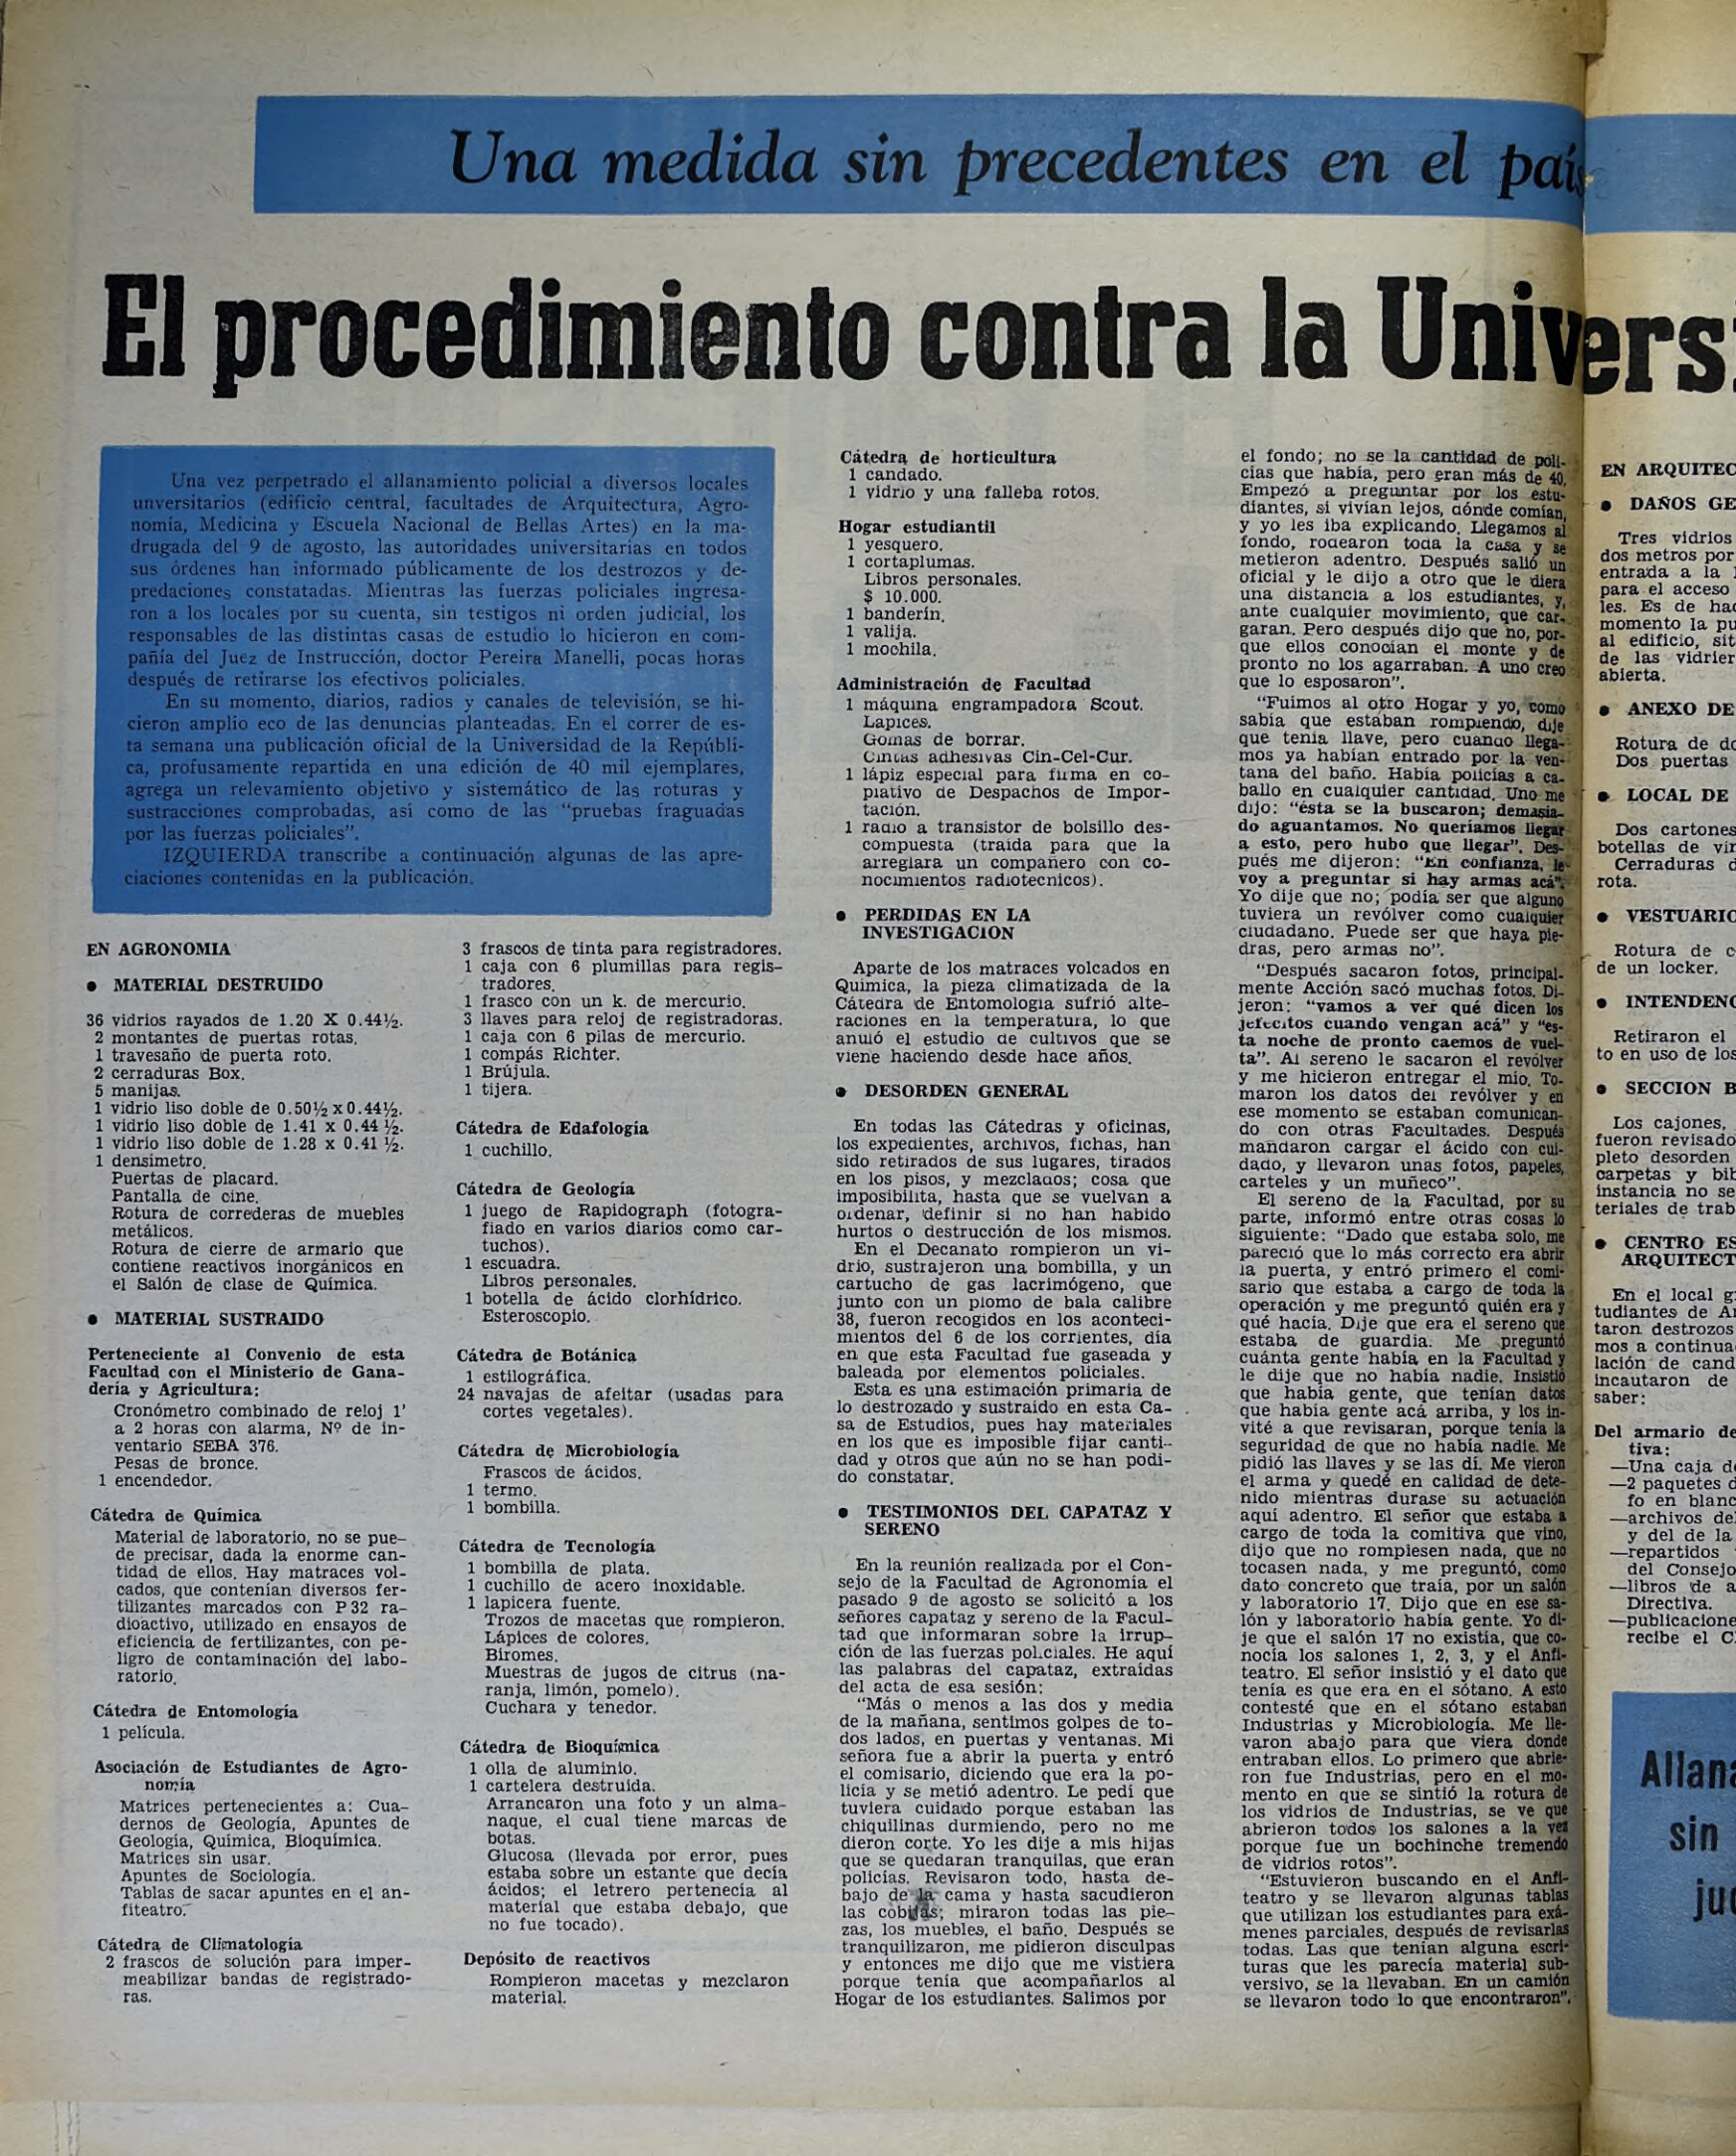 Una medida sin precedentes en el país
El procedimiento contra la Universi
Una vez perpetrado el allanamiento policial a diversos locales
unversitarios (edificio central, facultades de Arquitectura, Agro-
nomía, Medicina y Escuela Nacional de Bellas Artes) en la ma-
drugada del 9 de agosto, las autoridades universitarias en todos
sus órdenes han informado públicamente de los destrozos y de-
predaciones constatadas. Mientras las fuerzas policiales ingresa-
ron a los locales por su cuenta, sin testigos ni orden judicial, los
responsables de las distintas casas de estudio lo hicieron en com-
pañía del Juez de Instrucción, doctor Pereira Manelli, pocas horas
después de retirarse los efectivos policiales.
En su momento, diarios, radios y canales de televisión, se hi-
cieron amplio eco de las denuncias planteadas. En el correr de es-
ta semana una publicación oficial de la Universidad de la Repúbli-
ca, profusamente repartida en una edición de 40 mil ejemplares,
agrega un relevamiento objetivo y sistemático de las roturas y
sustracciones comprobadas, así como de las "pruebas fraguadas
por las fuerzas policiales".
IZQUIERDA transcribe a continuación algunas de las apre-
ciaciones contenidas en la publicación.
EN AGRONOMIA
● MATERIAL DESTRUIDO
36 vidrios rayados de 1.20 X 0.44½.
2 montantes de puertas rotas.
1 travesaño de puerta roto.
2 cerraduras Box.
5 manijas.
1 vidrio liso doble de 0.50½ x 0.44½.
1 vidrio liso doble de 1.41 x 0.44 ½.
1 vidrio liso doble de 1.28 x 0.41 ½.
1 densímetro.
Puertas de placard.
Pantalla de cine.
Rotura de correderas de muebles
metálicos.
Rotura de cierre de armario que
contiene reactivos inorgánicos en
el Salón de clase de Química.
● MATERIAL SUSTRAIDO
Perteneciente al Convenio de esta
Facultad con el Ministerio de Gana-
dería y Agricultura:
Cronómetro combinado de reloj 1'
a 2 horas con alarma, Nº de in-
ventario SEBA 376.
Pesas de bronce.
1 encendedor.
Cátedra de Química
Material de laboratorio, no se pue-
de precisar, dada la enorme can-
tidad de ellos. Hay matraces vol-
cados, que contenían diversos fer-
tilizantes marcados con P 32 ra-
dioactivo, utilizado en ensayos de
eficiencia de fertilizantes, con pe-
ligro de contaminación del labo-
ratorio.
Cátedra de Entomología
1 película.
Asociación de Estudiantes de Agro-
nomía
Matrices pertenecientes a: Cua-
dernos de Geología, Apuntes de
Geología, Química, Bioquímica.
Matrices sin usar.
Apuntes de Sociología.
Tablas de sacar apuntes en el an-
fiteatro.
Cátedra de Climatología
2 frascos de solución para imper-
meabilizar bandas de registrado-
ras.
3 frascos de tinta para registradores.
1 caja con 6 plumillas para regis-
tradores.
1 frasco con un k. de mercurio.
3 llaves para reloj de registradoras.
1 caja con 6 pilas de mercurio.
1 compás Richter.
1 Brújula.
1 tijera.
Cátedra de Edafología
1 cuchillo.
Cátedra de Geología
1 juego de Rapidograph (fotogra-
fiado en varios diarios como car-
tuchos).
1 escuadra.
Libros personales.
1 botella de ácido clorhídrico.
Esteroscopio.
Cátedra de Botánica
1 estilográfica.
24 navajas de afeitar (usadas para
cortes vegetales).
Cátedra de Microbiología
Frascos de ácidos.
1 termo.
1 bombilla.
Cátedra de Tecnología
1 bombilla de plata.
1 cuchillo de acero inoxidable.
1 lapicera fuente.
Trozos de macetas que rompieron.
Lápices de colores.
Biromes.
Muestras de jugos de citrus (na-
ranja, limón, pomelo).
Cuchara y tenedor.
Cátedra de Bioquímica
1 olla de aluminio.
1 cartelera destruida.
Arrancaron una foto y un alma-
naque, el cual tiene marcas de
botas.
Glucosa (llevada por error, pues
estaba sobre un estante que decía
ácidos; el letrero pertenecía al
material que estaba debajo, que
no fue tocado).
Depósito de reactivos
Rompieron macetas y mezclaron
material.
Cátedra de horticultura
1 candado.
1 vidrio y una falleba rotos.
Hogar estudiantil
1 yesquero.
1 cortaplumas.
Libros personales.
$ 10.000.
1 banderín.
1 valija.
1 mochila.
Administración de Facultad
1 máquina engrampadora Scout.
Lapices.
Gomas de borrar.
Cintas adhesivas Cin-Cel-Cur.
1 lápiz especial para firma en co-
piativo de Despachos de Impor-
tación.
1 radio a transistor de bolsillo des-
compuesta (traida para que la
arreglara un compañero con co-
nocimientos radiotecnicos).
● PERDIDAS EN LA
INVESTIGACION
Aparte de los matraces volcados en
Química, la pieza climatizada de la
Cátedra de Entomología sufrió alte-
raciones en la temperatura, lo que
anuló el estudio de cultivos que se
viene haciendo desde hace años.
● DESORDEN GENERAL
En todas las Cátedras y oficinas,
los expedientes, archivos, fichas, han
sido retirados de sus lugares, tirados
en los pisos, y mezclados; cosa que
imposibilita, hasta que se vuelvan a
ordenar, definir si no han habido
hurtos o destrucción de los mismos.
En el Decanato rompieron un vi-
drio, sustrajeron una bombilla, y un
cartucho de gas lacrimógeno, que
junto con un plomo de bala calibre
38, fueron recogidos en los aconteci-
mientos del 6 de los corrientes, día
en que esta Facultad fue gaseada y
baleada por elementos policiales.
Esta es una estimación primaria de
lo destrozado y sustraído en esta Ca-
sa de Estudios, pues hay materiales
en los que es imposible fijar canti-
dad y otros que aún no se han podi-
do constatar.
● TESTIMONIOS DEL CAPATAZ Y
SERENO
En la reunión realizada por el Con-
sejo de la Facultad de Agronomía el
pasado 9 de agosto se solicitó a los
señores capataz y sereno de la Facul-
tad que informaran sobre la irrup-
ción de las fuerzas policiales. He aquí
las palabras del capataz, extraídas
del acta de esa sesión:
"Más o menos a las dos y media
de la mañana, sentimos golpes de to-
dos lados, en puertas y ventanas. Mi
señora fue a abrir la puerta y entró
el comisario, diciendo que era la po-
licía y se metió adentro. Le pedí que
tuviera cuidado porque estaban las
chiquilinas durmiendo, pero no me
dieron corte. Yo les dije a mis hijas
que se quedaran tranquilas, que eran
policías. Revisaron todo, hasta de-
bajo de la cama y hasta sacudieron
las cobijas; miraron todas las pie-
zas, los muebles, el baño. Después se
tranquilizaron, me pidieron disculpas
y entonces me dijo que me vistiera
porque tenía que acompañarlos al
Hogar de los estudiantes. Salimos por
el fondo; no se la cantidad de poli-
cías que había, pero eran más de 40.
Empezó a preguntar por los estu-
diantes, si vivían lejos, dónde comían,
y yo les iba explicando. Llegamos al
fondo, rodearon toda la casa y se
metieron adentro. Después salió un
oficial y le dijo a otro que le diera
una distancia a los estudiantes, y,
ante cualquier movimiento, que car-
garan. Pero después dijo que no, por-
que ellos conocían el monte y de
pronto no los agarraban. A uno creo
que lo esposaron".
"Fuimos al otro Hogar y yo, como
sabía que estaban rompiendo, dije
que tenía llave, pero cuando llega-
mos ya habían entrado por la ven-
tana del baño. Había policías a ca-
ballo en cualquier cantidad. Uno me
dijo: "ésta se la buscaron; demasia-
do aguantamos. No queríamos llegar
a esto, pero hubo que llegar". Des-
pués me dijeron: "En confianza, le
voy a preguntar si hay armas acá".
Yo dije que no; podía ser que alguno
tuviera un revólver como cualquier
ciudadano. Puede ser que haya pie-
dras, pero armas no".
"Después sacaron fotos, principal-
mente Acción sacó muchas fotos. Di-
jeron: "vamos a ver qué dicen los
jefecitos cuando vengan acá" y "es-
ta noche de pronto caemos de vuel-
ta". Al sereno le sacaron el revólver
y me hicieron entregar el mío. To-
maron los datos del revólver y en
ese momento se estaban comunican-
do con otras Facultades. Después
mandaron cargar el ácido con cui-
dado, y llevaron unas fotos, papeles,
carteles y un muñeco".
El sereno de la Facultad, por su
parte, informó entre otras cosas lo
siguiente: "Dado que estaba solo, me
pareció que lo más correcto era abrir
la puerta, y entró primero el comi-
sario que estaba a cargo de toda la
operación y me preguntó quién era y
qué hacía. Dije que era el sereno que
estaba de guardia. Me preguntó
cuánta gente había en la Facultad y
le dije que no había nadie. Insistió
que había gente, que tenían datos
que había gente acá arriba, y los in-
vité a que revisaran, porque tenía la
seguridad de que no había nadie. Me
pidió las llaves y se las dí. Me vieron
el arma y quedé en calidad de dete-
nido mientras durase su actuación
aquí adentro. El señor que estaba a
cargo de toda la comitiva que vino,
dijo que no rompiesen nada, que no
tocasen nada, y me preguntó, como
dato concreto que traía, por un salón
y laboratorio 17. Dijo que en ese sa-
lón y laboratorio había gente. Yo di-
je que el salón 17 no existía, que co-
nocía los salones 1, 2, 3, y el Anfi-
teatro. El señor insistió y el dato que
tenía es que era en el sótano. A esto
contesté que en el sótano estaban
Industrias y Microbiología. Me lle-
varon abajo para que viera donde
entraban ellos. Lo primero que abrie-
ron fue Industrias, pero en el mo-
mento en que se sintió la rotura de
los vidrios de Industrias, se ve que
abrieron todos los salones a la vez
porque fue un bochinche tremendo
de vidrios rotos".
"Estuvieron buscando en el Anfi-
teatro y se llevaron algunas tablas
que utilizan los estudiantes para exá-
menes parciales, después de revisarlas
todas. Las que tenían alguna escri-
turas que les parecía material sub-
versivo, se la llevaban. En un camión
se llevaron todo lo que encontraron".
EN ARQUITEC
● DAÑOS GE
Tres vidrios
dos metros por
entrada a la
para el acceso
les. Es de hac
momento la pu
al edificio, sit
de las vidrier
abierta.
● ANEXO DE
Rotura de do
Dos puertas
● LOCAL DE
Dos cartones
botellas de vin
Cerraduras d
rota.
● VESTUARIO
Rotura de c
de un locker.
● INTENDENC
Retiraron el
to en uso de los
● SECCION B
Los cajones,
fueron revisado
pleto desorden
carpetas y bib
instancia no se
teriales de trab
● CENTRO ES
ARQUITECT
En el local g
tudiantes de A
taron destrozos
mos a continua
lación de cand
incautaron de
saber:
Del armario de
tiva:
—Una caja d
—2 paquetes d
fo en blanc
—archivos del
y del de la
—repartidos
del Consejo
—libros de a
Directiva.
—publicacione
recibe el C
Allana
sin
jud